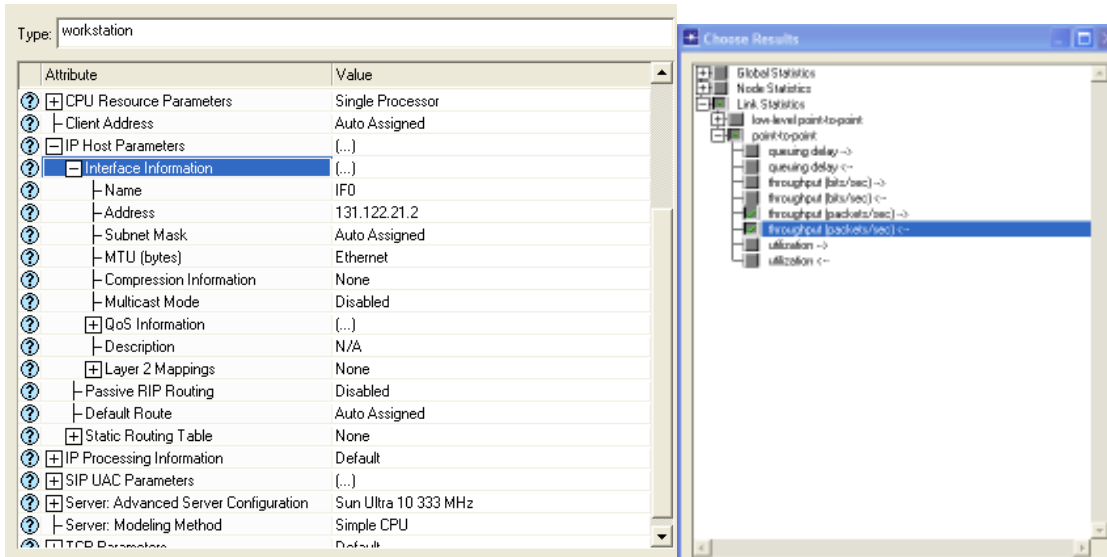 Type: workstation
Attribute Value
CPU Resource Parameters Single Processor
Client Address Auto Assigned
IP Host Parameters (...)
Interface Information (...)
Name IF0
Address 131.122.21.2
Subnet Mask Auto Assigned
MTU (bytes) Ethernet
Compression Information None
Multicast Mode Disabled
QoS Information (...)
Description N/A
Layer 2 Mappings None
Passive RIP Routing Disabled
Default Route Auto Assigned
Static Routing Table None
IP Processing Information Default
SIP UAC Parameters (...)
Server: Advanced Server Configuration Sun Ultra 10 333 MHz
Server: Modeling Method Simple CPU
TCP Parameters Default
Choose Results
Global Statistics
Node Statistics
Link Statistics
low-level point-to-point
point-to-point
queuing delay -->
queuing delay <--
throughput (bits/sec) -->
throughput (bits/sec) <--
throughput (packets/sec) -->
throughput (packets/sec) <--
utilization -->
utilization <--